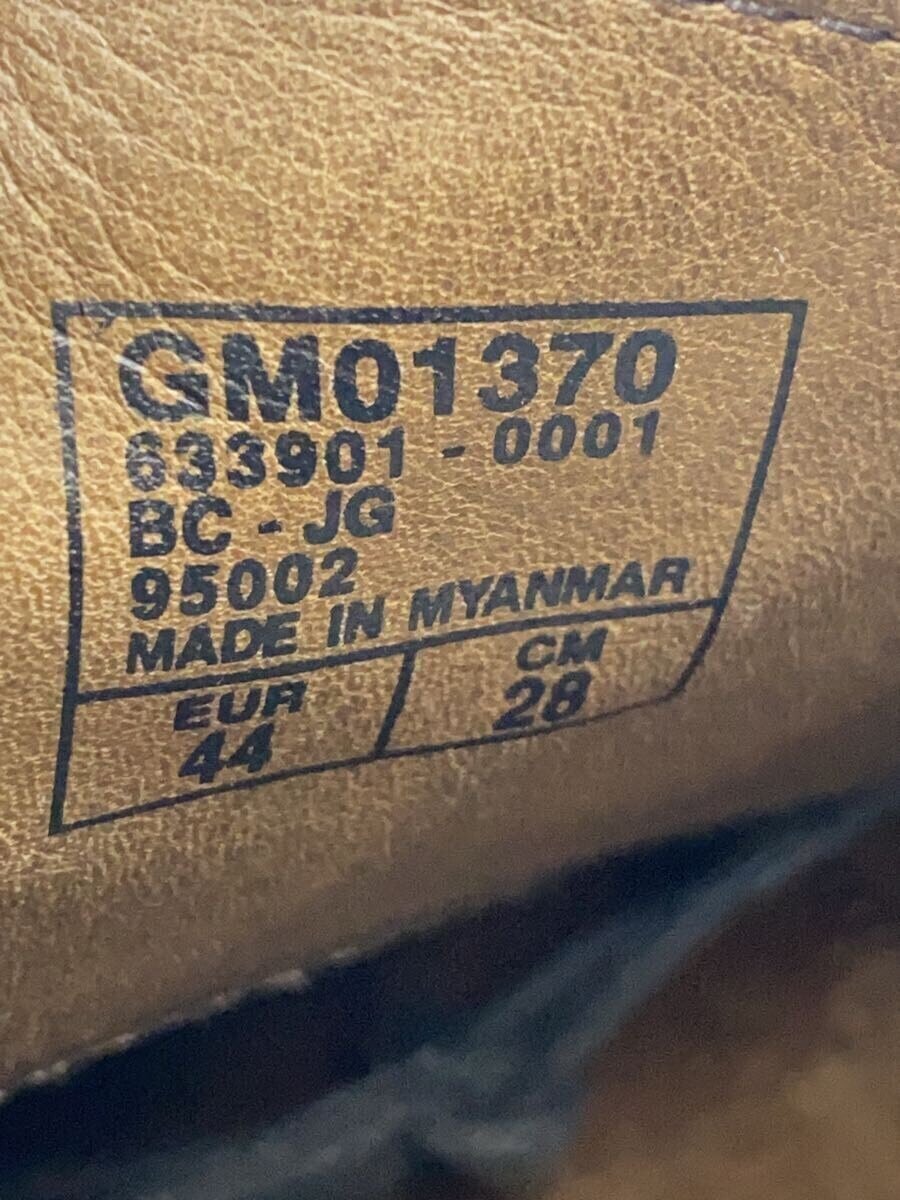 GM01370
633901 - 0001
BC - JG
95002
MADE IN MYANMAR
EUR
44
CM
28